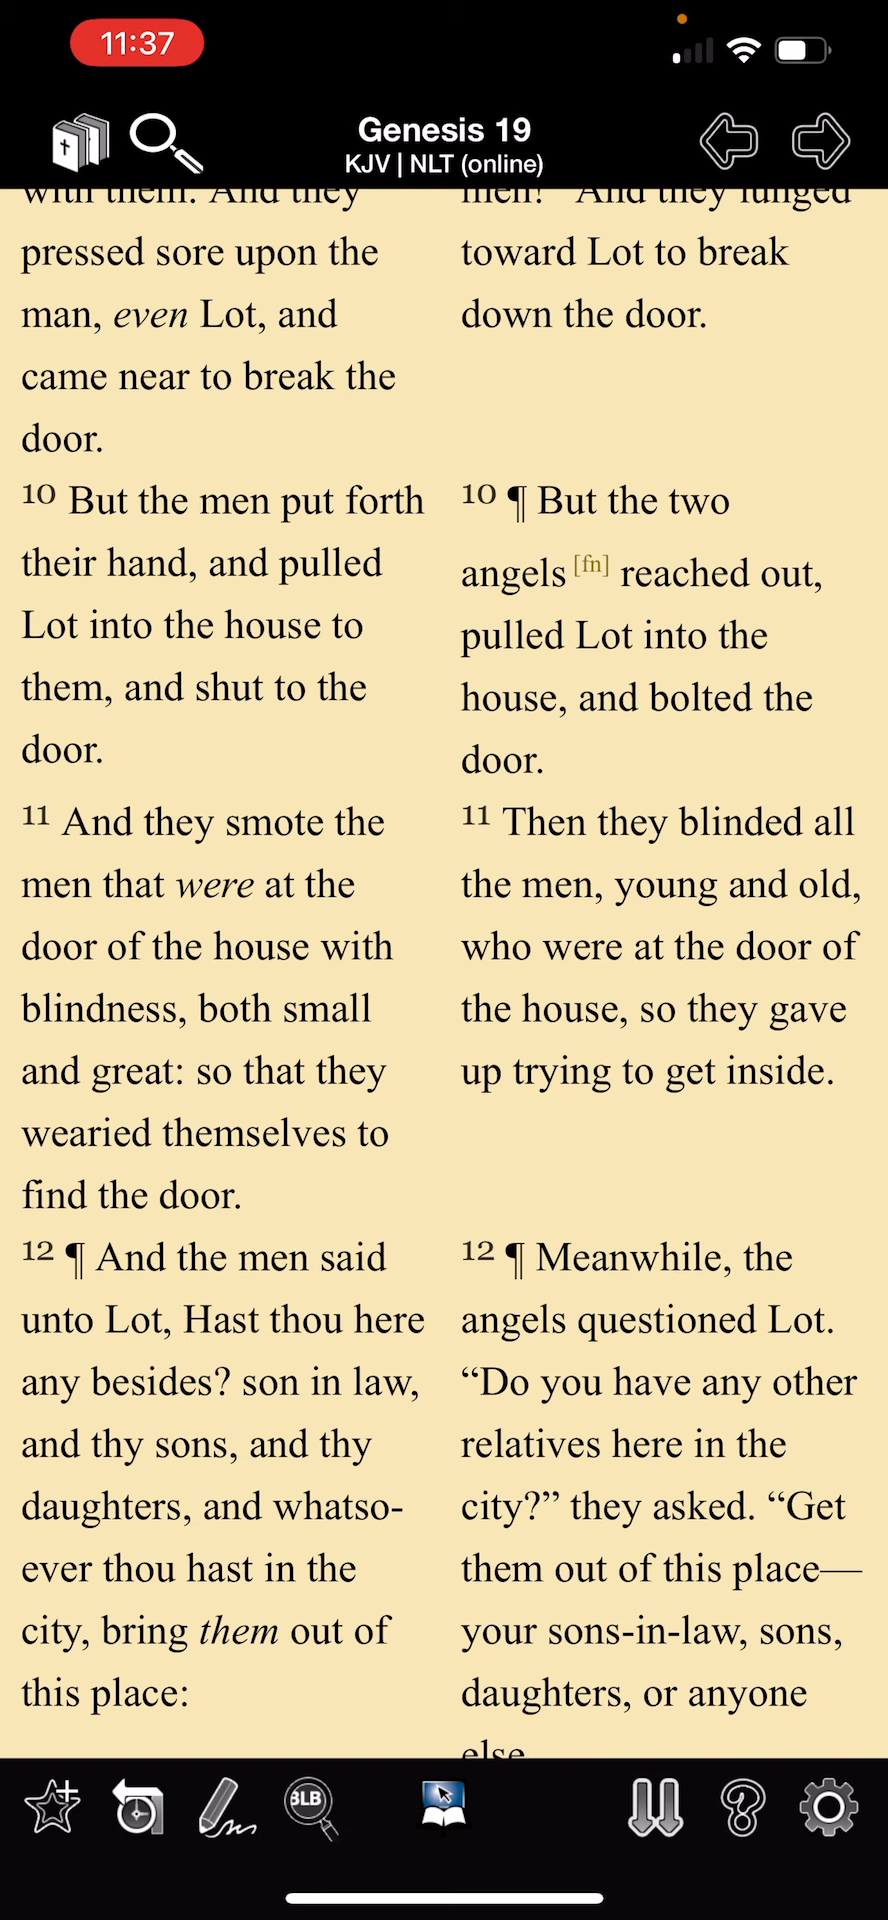 11:37
Genesis 19
KJV | NLT (online)
with them. And they
pressed sore upon the
man, even Lot, and
came near to break the
door.
10 But the men put forth
their hand, and pulled
Lot into the house to
them, and shut to the
door.
11 And they smote the
men that were at the
door of the house with
blindness, both small
and great: so that they
wearied themselves to
find the door.
12 ¶ And the men said
unto Lot, Hast thou here
any besides? son in law,
and thy sons, and thy
daughters, and whatso-
ever thou hast in the
city, bring them out of
this place:
men!” And they lunged
toward Lot to break
down the door.
10 ¶ But the two
angels [fn] reached out,
pulled Lot into the
house, and bolted the
door.
11 Then they blinded all
the men, young and old,
who were at the door of
the house, so they gave
up trying to get inside.
12 ¶ Meanwhile, the
angels questioned Lot.
“Do you have any other
relatives here in the
city?” they asked. “Get
them out of this place—
your sons-in-law, sons,
daughters, or anyone
else
BLB